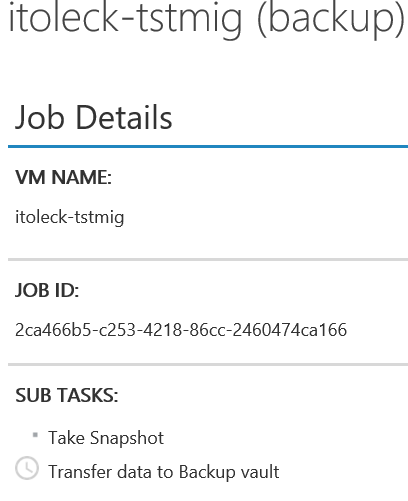 itoleck-tstmig (backup)
Job Details
VM NAME:
itoleck-tstmig
JOB ID:
2ca466b5-c253-4218-86cc-2460474ca166
SUB TASKS:
Take Snapshot
Transfer data to Backup vault